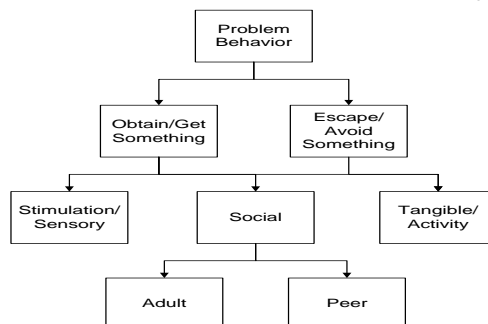 Problem
Behavior
Obtain/Get
Something
Escape/
Avoid
Something
Stimulation/
Sensory
Social
Tangible/
Activity
Adult
Peer